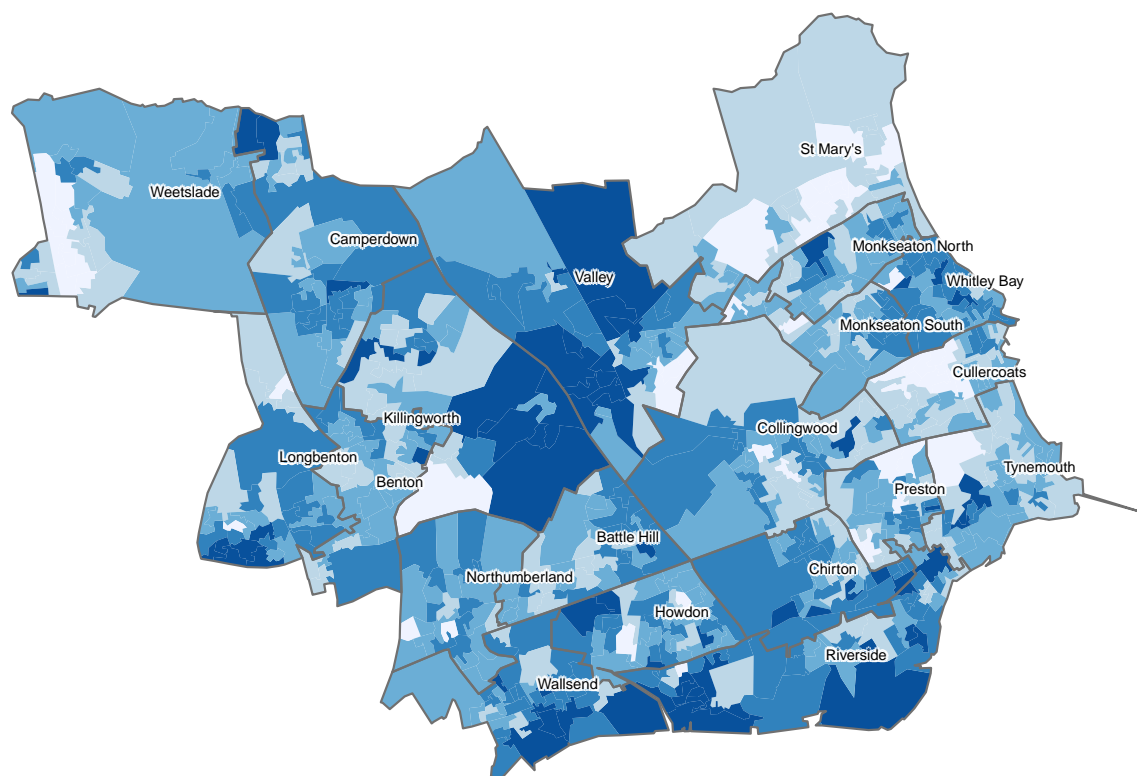 St Mary's
Weetslade
Camperdown
Monkseaton North
Valley
Whitley Bay
Monkseaton South
Cullercoats
Killingworth
Collingwood
Longbenton
Tynemouth
Benton
Preston
Battle Hill
Northumberland
Chirton
Howdon
Riverside
Wallsend